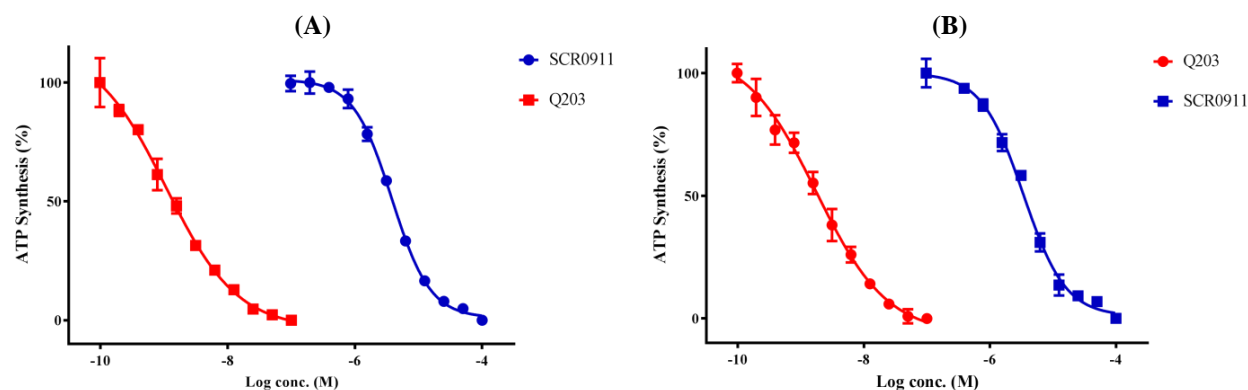 (A)
ATP Synthesis (%)
100
50
0
-10
-8
-6
-4
Log conc. (M)
SCR0911
Q203
(B)
ATP Synthesis (%)
100
50
0
-10
-8
-6
-4
Log conc. (M)
Q203
SCR0911